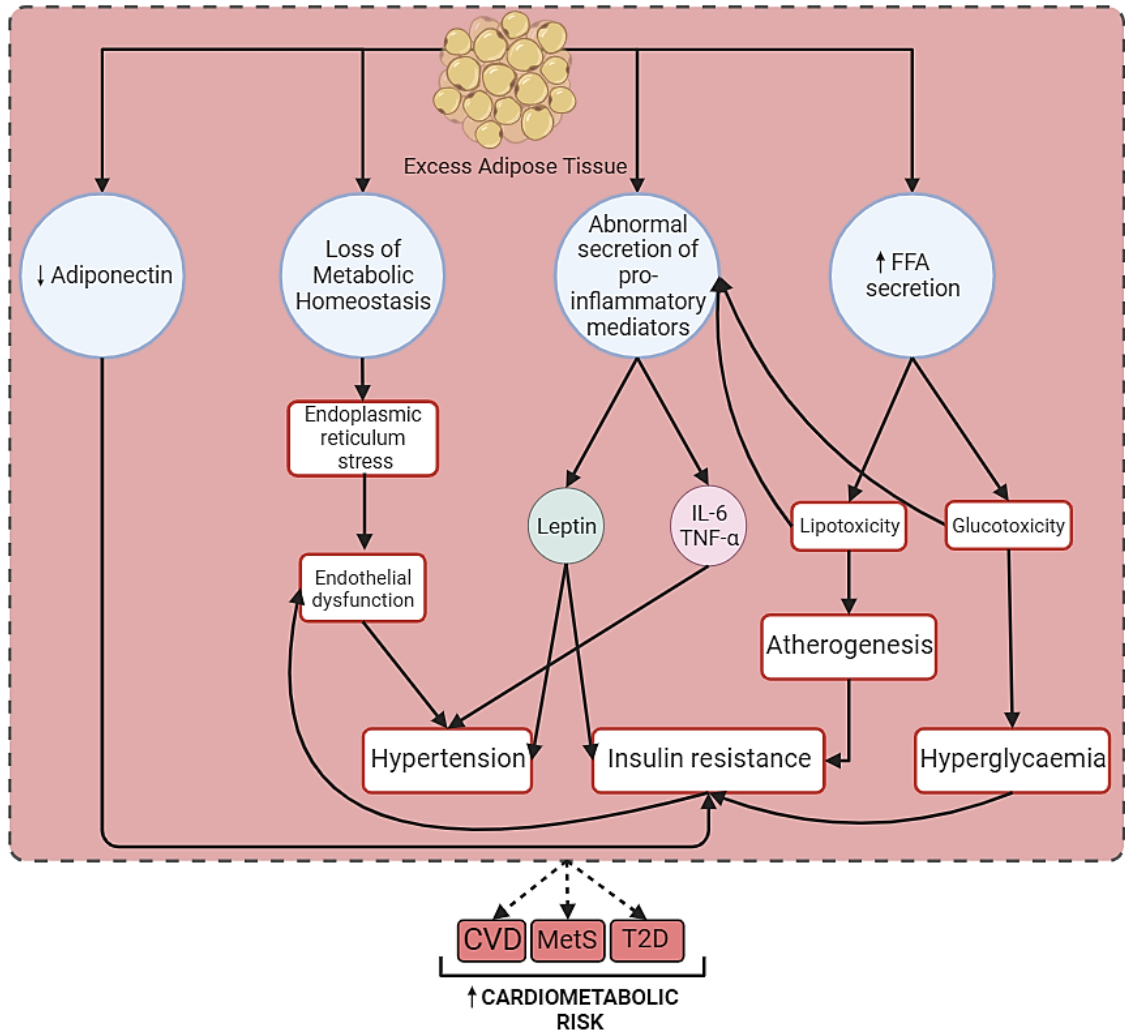 Excess Adipose Tissue
↓ Adiponectin
Loss of
Metabolic
Homeostasis
Abnormal
secretion of
pro-
inflammatory
mediators
↑ FFA
secretion
Endoplasmic
reticulum
stress
Leptin
IL-6
TNF-α
Lipotoxicity
Glucotoxicity
Endothelial
dysfunction
Atherogenesis
Hypertension
Insulin resistance
Hyperglycaemia
CVD
MetS
T2D
↑ CARDIOMETABOLIC
RISK